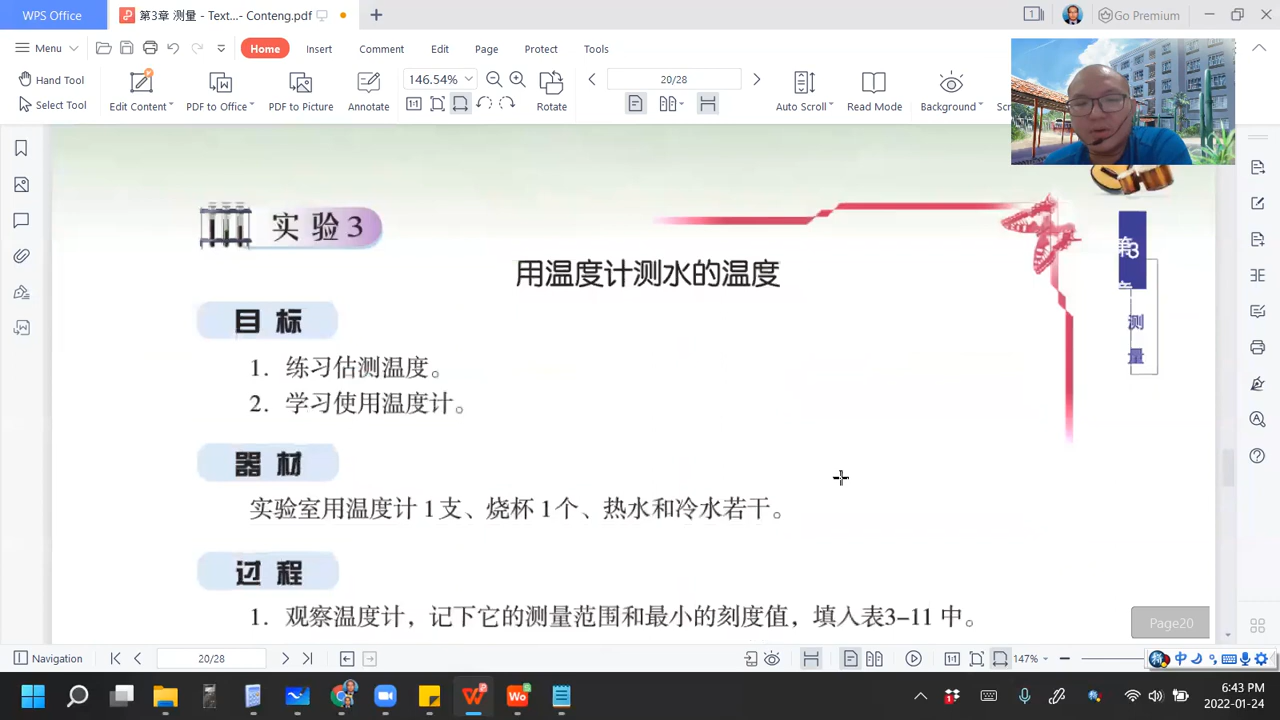 WPS Office
第3章 测量 - Text...- Conteng.pdf
1
Go Premium
Menu
Home
Insert
Comment
Edit
Page
Protect
Tools
Hand Tool
Select Tool
Edit Content
PDF to Office
PDF to Picture
Annotate
146.54%
Rotate
20/28
Auto Scroll
Read Mode
Background
实验3
用温度计测水的温度
第3章 测量
目标
1. 练习估测温度。
2. 学习使用温度计。
器材
实验室用温度计1支、烧杯1个、热水和冷水若干。
过程
1. 观察温度计，记下它的测量范围和最小的刻度值，填入表3-11中。
Page20
Navigation
20/28
147%
中
6:43 PM
2022-01-24